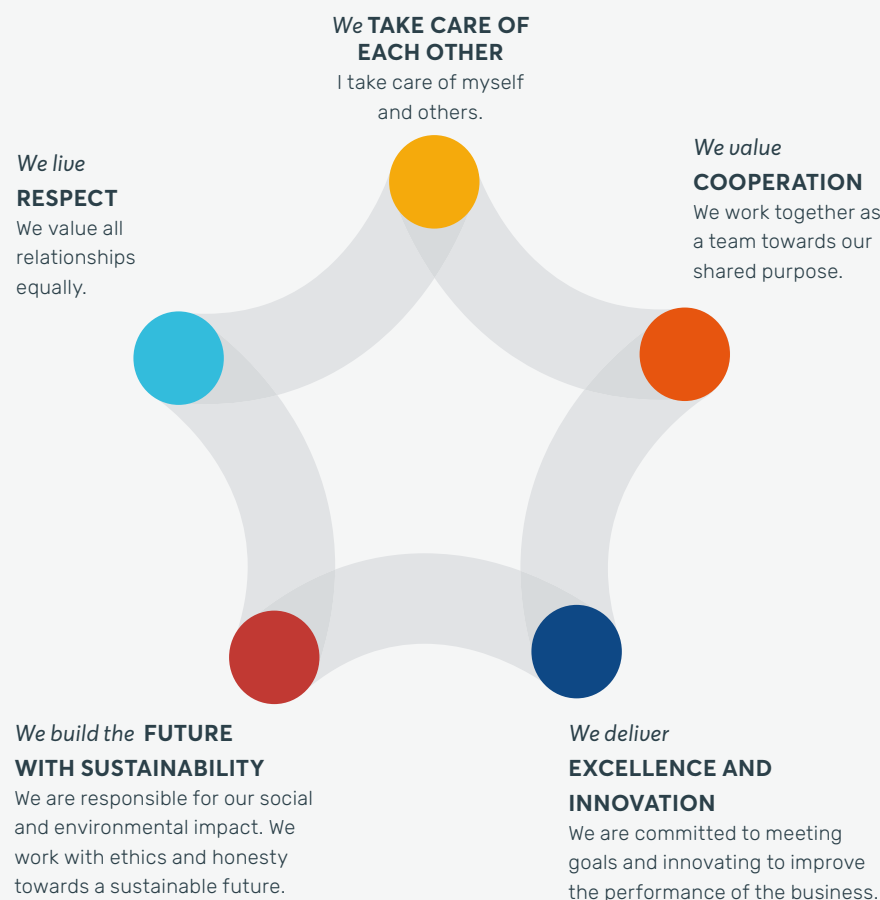 We TAKE CARE OF
EACH OTHER
I take care of myself
and others.
We live
RESPECT
We value all
relationships
equally.
We value
COOPERATION
We work together as
a team towards our
shared purpose.
We build the FUTURE
WITH SUSTAINABILITY
We are responsible for our social
and environmental impact. We
work with ethics and honesty
towards a sustainable future.
We deliver
EXCELLENCE AND
INNOVATION
We are committed to meeting
goals and innovating to improve
the performance of the business.